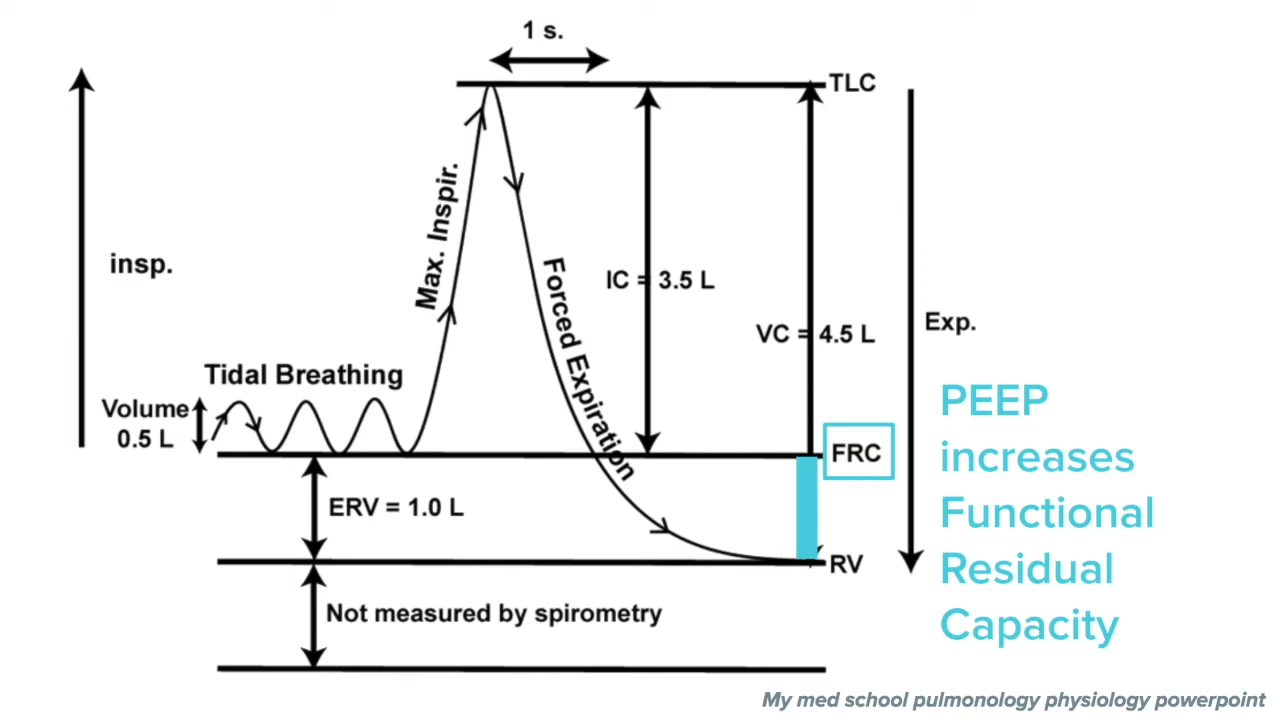 1 s.
TLC
Max. Inspir.
insp.
Forced Expiration
IC = 3.5 L
Exp.
VC = 4.5 L
Tidal Breathing
Volume
0.5 L
FRC
PEEP
increases
Functional
Residual
Capacity
ERV = 1.0 L
RV
Not measured by spirometry
My med school pulmonology physiology powerpoint